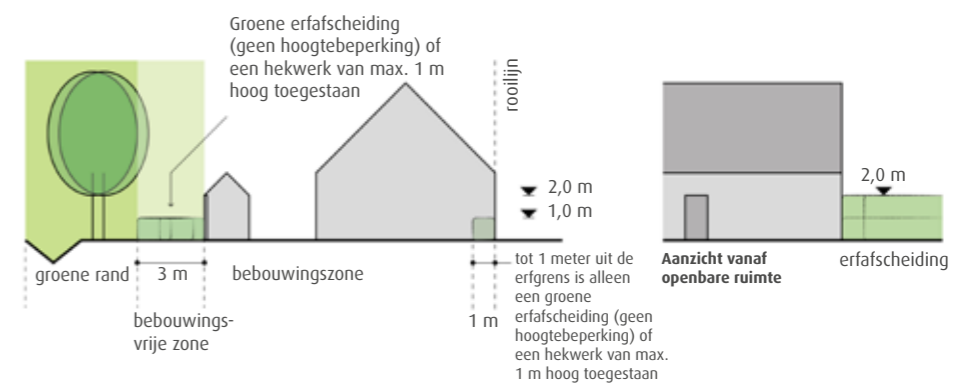 Groene erfafscheiding
(geen hoogtebeperking) of
een hekwerk van max. 1 m
hoog toegestaan
rooilijn
2,0 m
1,0 m
2,0 m
groene rand
3 m
bebouwingszone
bebouwings-
vrije zone
1 m
tot 1 meter uit de
erfgrens is alleen
een groene
erfafscheiding (geen
hoogtebeperking) of
een hekwerk van max.
1 m hoog toegestaan
Aanzicht vanaf
openbare ruimte
erfafscheiding